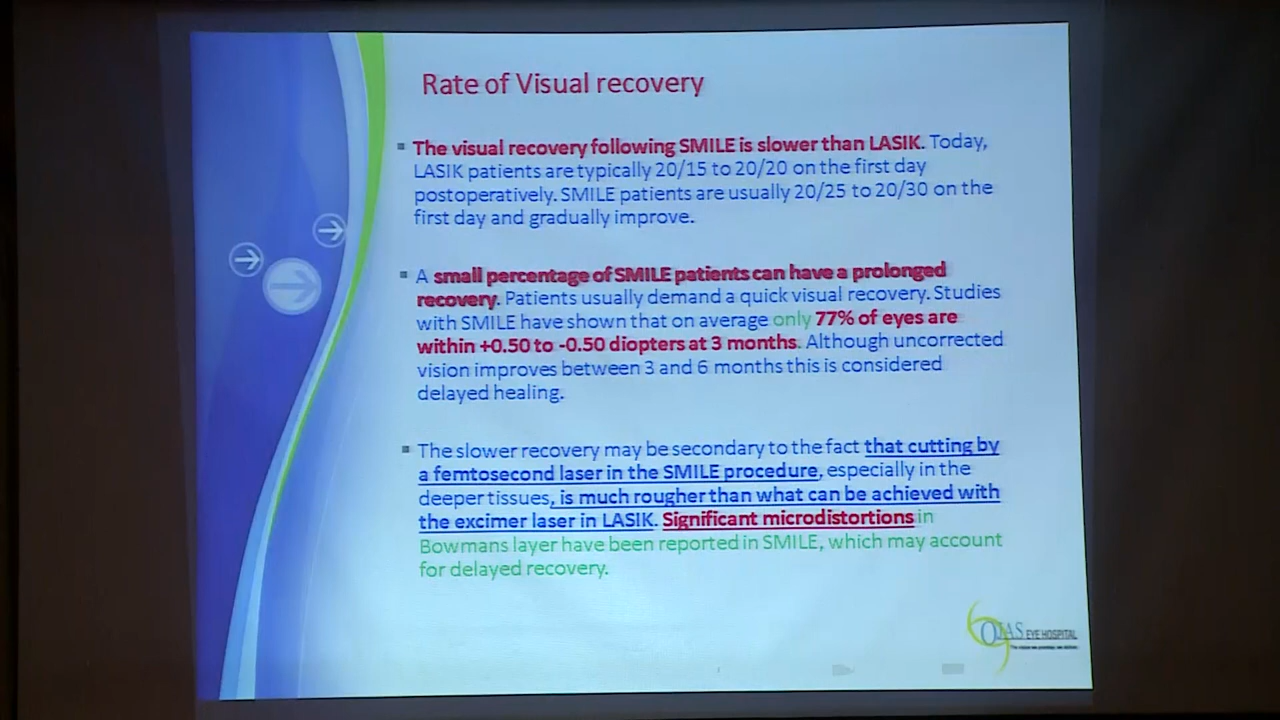 Rate of Visual recovery
The visual recovery following SMILE is slower than LASIK. Today,
LASIK patients are typically 20/15 to 20/20 on the first day
postoperatively. SMILE patients are usually 20/25 to 20/30 on the
first day and gradually improve.
A small percentage of SMILE patients can have a prolonged
recovery. Patients usually demand a quick visual recovery. Studies
with SMILE have shown that on average only 77% of eyes are
within +0.50 to -0.50 diopters at 3 months. Although uncorrected
vision improves between 3 and 6 months this is considered
delayed healing.
The slower recovery may be secondary to the fact that cutting by
a femtosecond laser in the SMILE procedure, especially in the
deeper tissues, is much rougher than what can be achieved with
the excimer laser in LASIK. Significant microdistortions in
Bowmans layer have been reported in SMILE, which may account
for delayed recovery.
OJAS EYE HOSPITAL